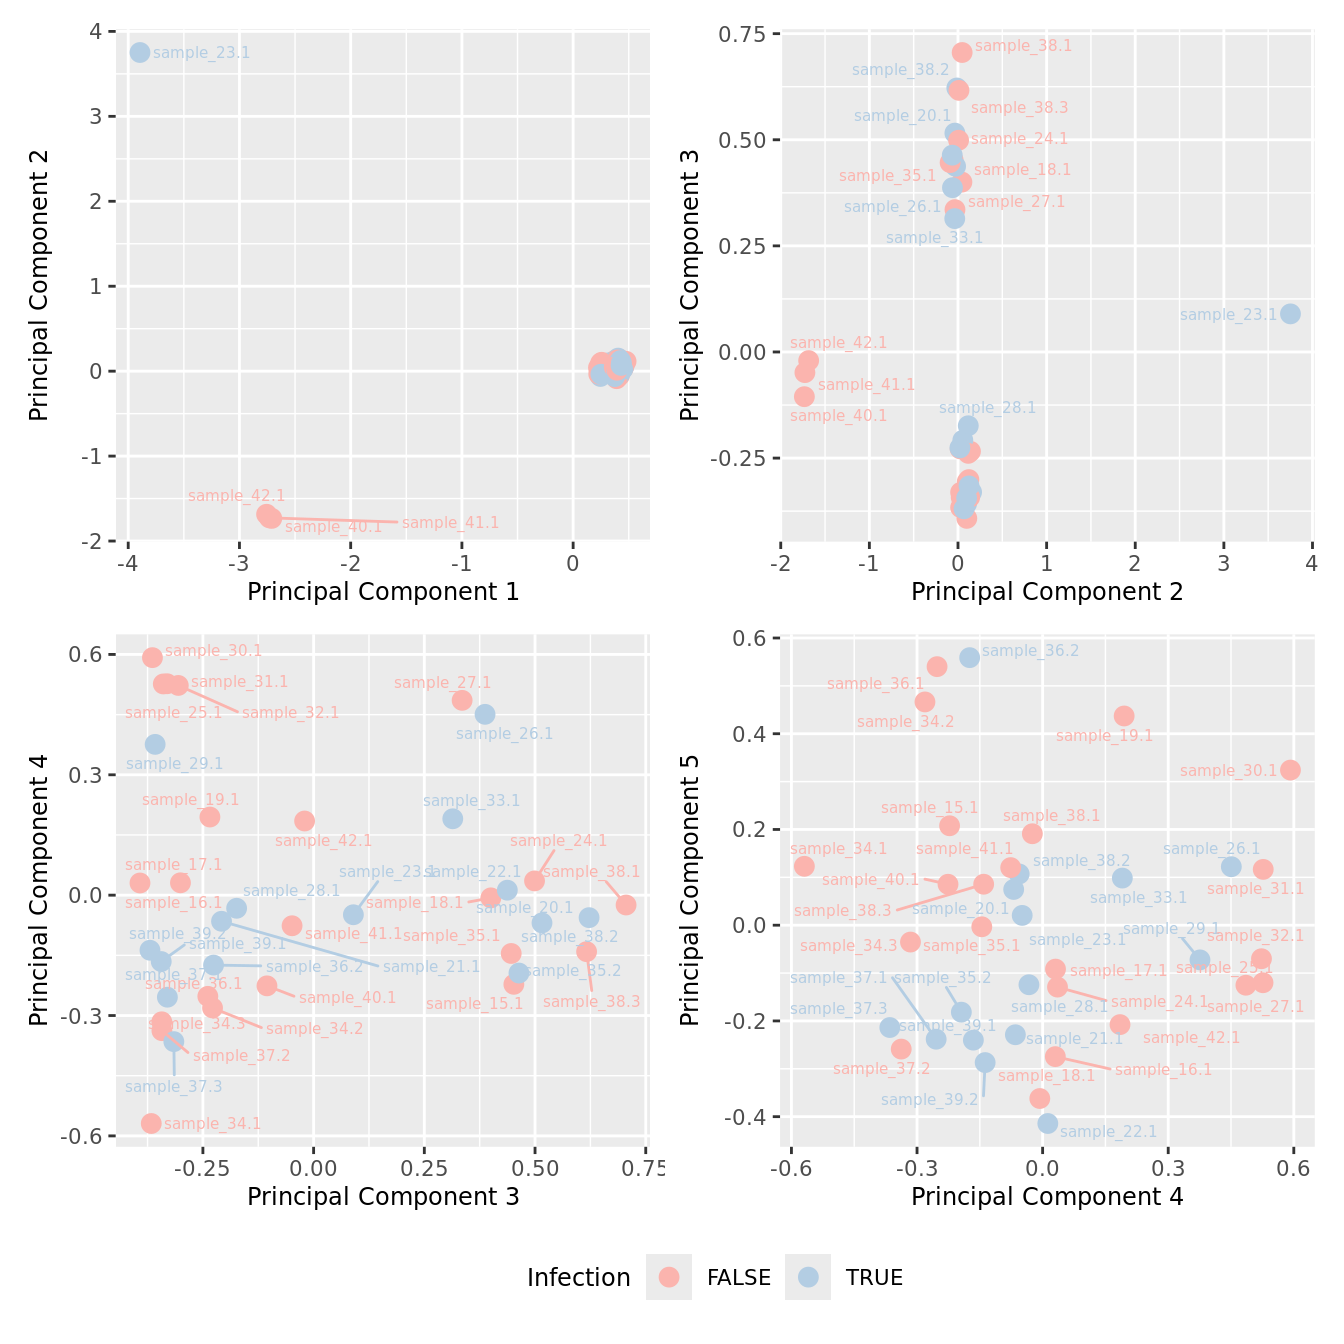 4
3
2
1
0
-1
-2
Principal Component 2
sample_23.1
sample_42.1
sample_40.1
sample_41.1
-4
-3
-2
-1
0
Principal Component 1
0.75
0.50
0.25
0.00
-0.25
Principal Component 3
sample_38.1
sample_38.2
sample_38.3
sample_20.1
sample_24.1
sample_18.1
sample_35.1
sample_27.1
sample_26.1
sample_33.1
sample_23.1
sample_42.1
sample_41.1
sample_40.1
sample_28.1
-2
-1
0
1
2
3
4
Principal Component 2
0.6
0.3
0.0
-0.3
-0.6
Principal Component 4
sample_30.1
sample_31.1
sample_27.1
sample_25.1
sample_32.1
sample_26.1
sample_29.1
sample_19.1
sample_33.1
sample_42.1
sample_24.1
sample_17.1
sample_23.1
sample_22.1
sample_38.1
sample_28.1
sample_16.1
sample_18.1
sample_20.1
sample_39.2
sample_39.1
sample_41.1
sample_35.1
sample_38.2
sample_36.2
sample_21.1
sample_35.2
sample_37.1
sample_36.1
sample_40.1
sample_15.1
sample_38.3
sample_34.3
sample_34.2
sample_37.2
sample_37.3
sample_34.1
-0.25
0.00
0.25
0.50
0.75
Principal Component 3
0.6
0.4
0.2
0.0
-0.2
-0.4
Principal Component 5
sample_36.2
sample_36.1
sample_34.2
sample_19.1
sample_30.1
sample_15.1
sample_38.1
sample_34.1
sample_41.1
sample_38.2
sample_26.1
sample_40.1
sample_31.1
sample_33.1
sample_38.3
sample_20.1
sample_29.1
sample_32.1
sample_34.3
sample_35.1
sample_23.1
sample_17.1
sample_25.1
sample_37.1
sample_35.2
sample_24.1
sample_37.3
sample_28.1
sample_27.1
sample_39.1
sample_21.1
sample_42.1
sample_37.2
sample_18.1
sample_16.1
sample_39.2
sample_22.1
-0.6
-0.3
0.0
0.3
0.6
Principal Component 4
Infection
FALSE
TRUE